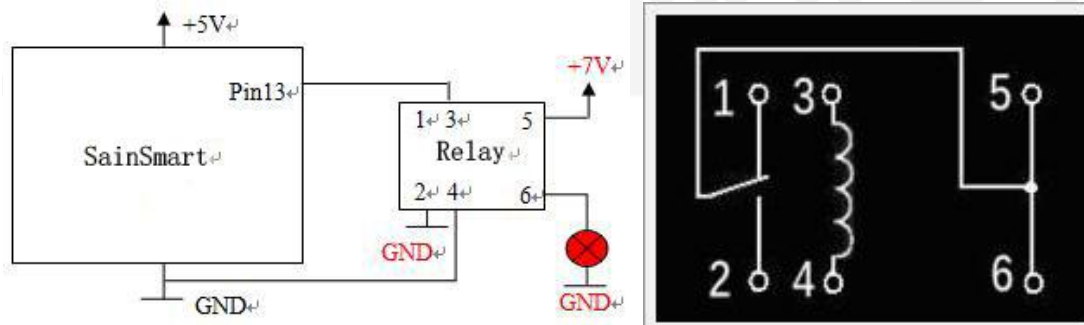 +5V↵
Pin13↵
SainSmart↵
GND↵
+7V↵
1↵ 3↵ 5
Relay↵
2↵ 4↵ 6↵
GND↵
GND↵
1 3 5
2 4 6